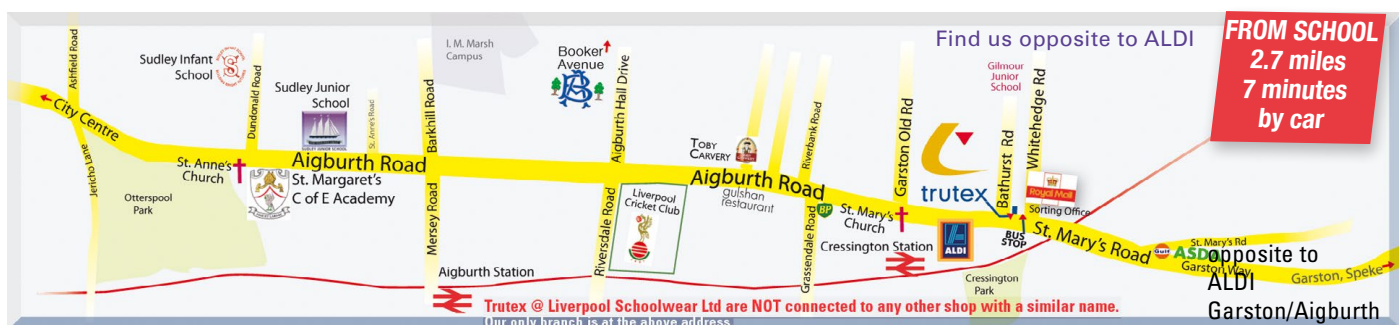 Ashfield Road
City Centre
Jericho Lane
Otterspool
Park
Sudley Infant
School
Dundonald Road
St. Anne's
Church
Sudley Junior
School
SUDLEY JUNIOR SCHOOL
St. Anne's Road
Aigburth Road
St. Margaret's
C of E Academy
I. M. Marsh
Campus
Barkhill Road
Mersey Road
Aigburth Station
Booker
Avenue
Aigburth Hall Drive
Riversdale Road
Liverpool
Cricket Club
TOBY
CARVERY
Aigburth Road
gulshan
restaurant
Riverbank Road
Grassendale Road
BP
St. Mary's
Church
Garston Old Rd
Cressington Station
Find us opposite to ALDI
Gilmour
Junior
School
trutex
ALDI
Bathurst Rd
Whitehedge Rd
Royal Mail
Sorting Office
BUS
STOP
St. Mary's Road
Cressington
Park
Gulf
ASDA
St. Mary's Rd
Garston Way
Garston, Speke
opposite to
ALDI
Garston/Aigburth
FROM SCHOOL
2.7 miles
7 minutes
by car
Trutex @ Liverpool Schoolwear Ltd are NOT connected to any other shop with a similar name.
Our only branch is at the above address